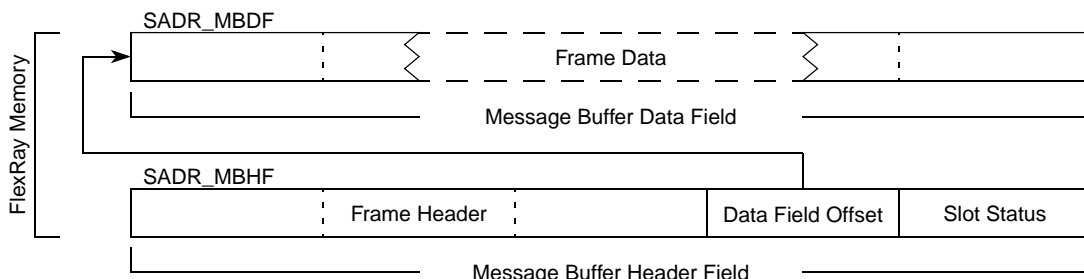 SADR_MBDF
Frame Data
Message Buffer Data Field
FlexRay Memory
SADR_MBHF
Frame Header
Data Field Offset
Slot Status
Message Buffer Header Field